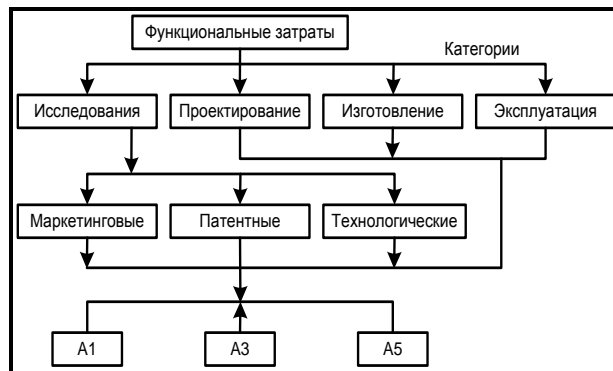 Функциональные затраты
Категории
Исследования
Проектирование
Изготовление
Эксплуатация
Маркетинговые
Патентные
Технологические
А1
А3
А5